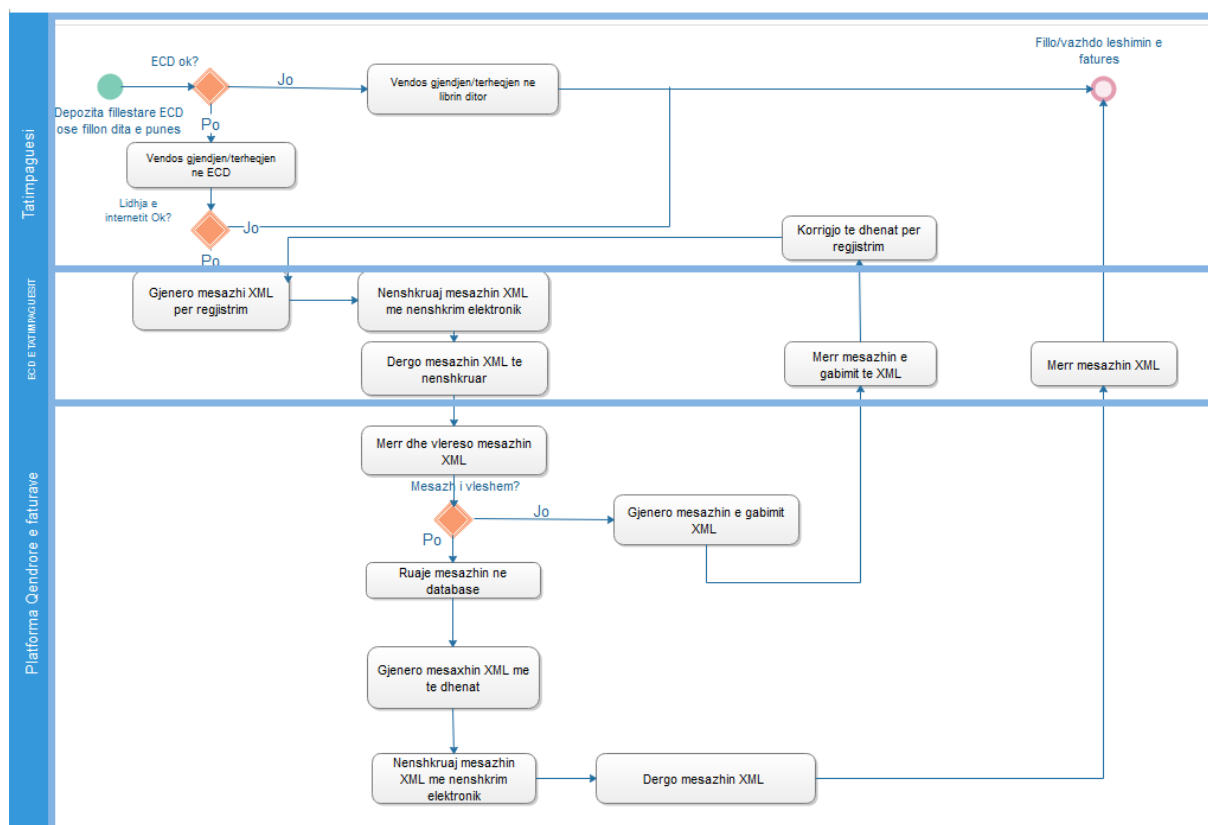 Tatimpaguesi
ECD ok?
Jo
Depozita fillestare ECD
ose fillon dita e punes
Po
Vendos gjendjen/terheqjen ne
librin ditor
Fillo/vazhdo leshimin e
fatures
Vendos gjendjen/terheqjen
ne ECD
Lidhja e
internetit Ok?
Jo
Po
Korrigjo te dhenat per
regjistrim
ECD E TATIMPAGUESIT
Gjenero mesazhi XML
per regjistrim
Nenshkruaj mesazhin XML
me nenshkrim elektronik
Dergo mesazhin XML te
nenshkruar
Merr mesazhin e
gabimit te XML
Merr mesazhin XML
Platforma Qendrore e faturave
Merr dhe vlereso mesazhin
XML
Mesazh i vleshem?
Jo
Po
Gjenero mesazhin e gabimit
XML
Ruaje mesazhin ne
database
Gjenero mesaxhin XML me
te dhenat
Nenshkruaj mesazhin
XML me nenshkrim
elektronik
Dergo mesazhin XML